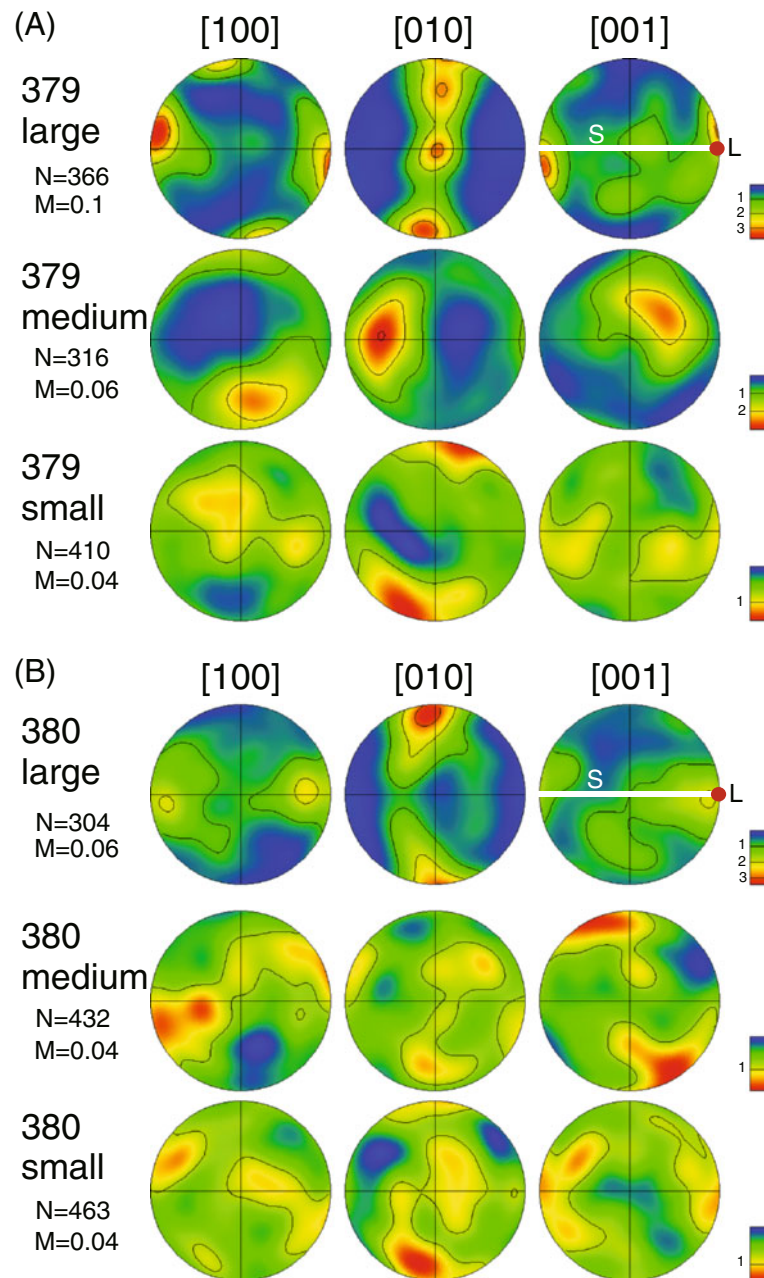 (A)
[100] [010] [001]
379
large
N=366
M=0.1
S
L
1
2
3
379
medium
N=316
M=0.06
1
2
379
small
N=410
M=0.04
1
(B)
[100] [010] [001]
380
large
N=304
M=0.06
S
L
1
2
3
380
medium
N=432
M=0.04
1
380
small
N=463
M=0.04
1